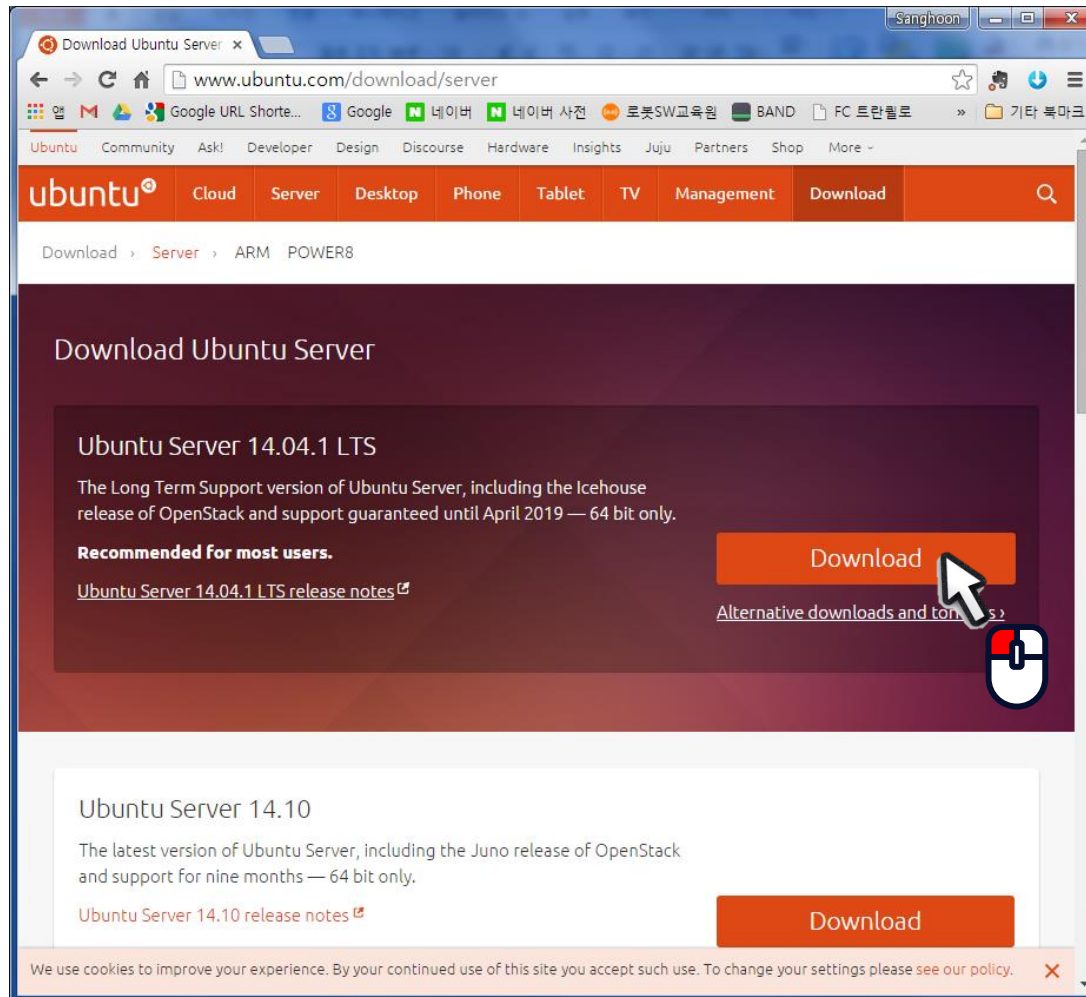 Sanghoon
Download Ubuntu Server
www.ubuntu.com/download/server
앱 Google URL Shorte... Google 네이버 네이버 사전 로봇SW교육원 BAND FC 트란퀼로 » 기타 북마크
Ubuntu Community Ask! Developer Design Discourse Hardware Insights Juju Partners Shop More
ubuntu Cloud Server Desktop Phone Tablet TV Management Download
Download › Server › ARM POWER8
Download Ubuntu Server
Ubuntu Server 14.04.1 LTS
The Long Term Support version of Ubuntu Server, including the Icehouse
release of OpenStack and support guaranteed until April 2019 — 64 bit only.
Recommended for most users.
Download
Ubuntu Server 14.04.1 LTS release notes
Alternative downloads and
Ubuntu Server 14.10
The latest version of Ubuntu Server, including the Juno release of OpenStack
and support for nine months — 64 bit only.
Ubuntu Server 14.10 release notes
Download
We use cookies to improve your experience. By your continued use of this site you accept such use. To change your settings please see our policy.